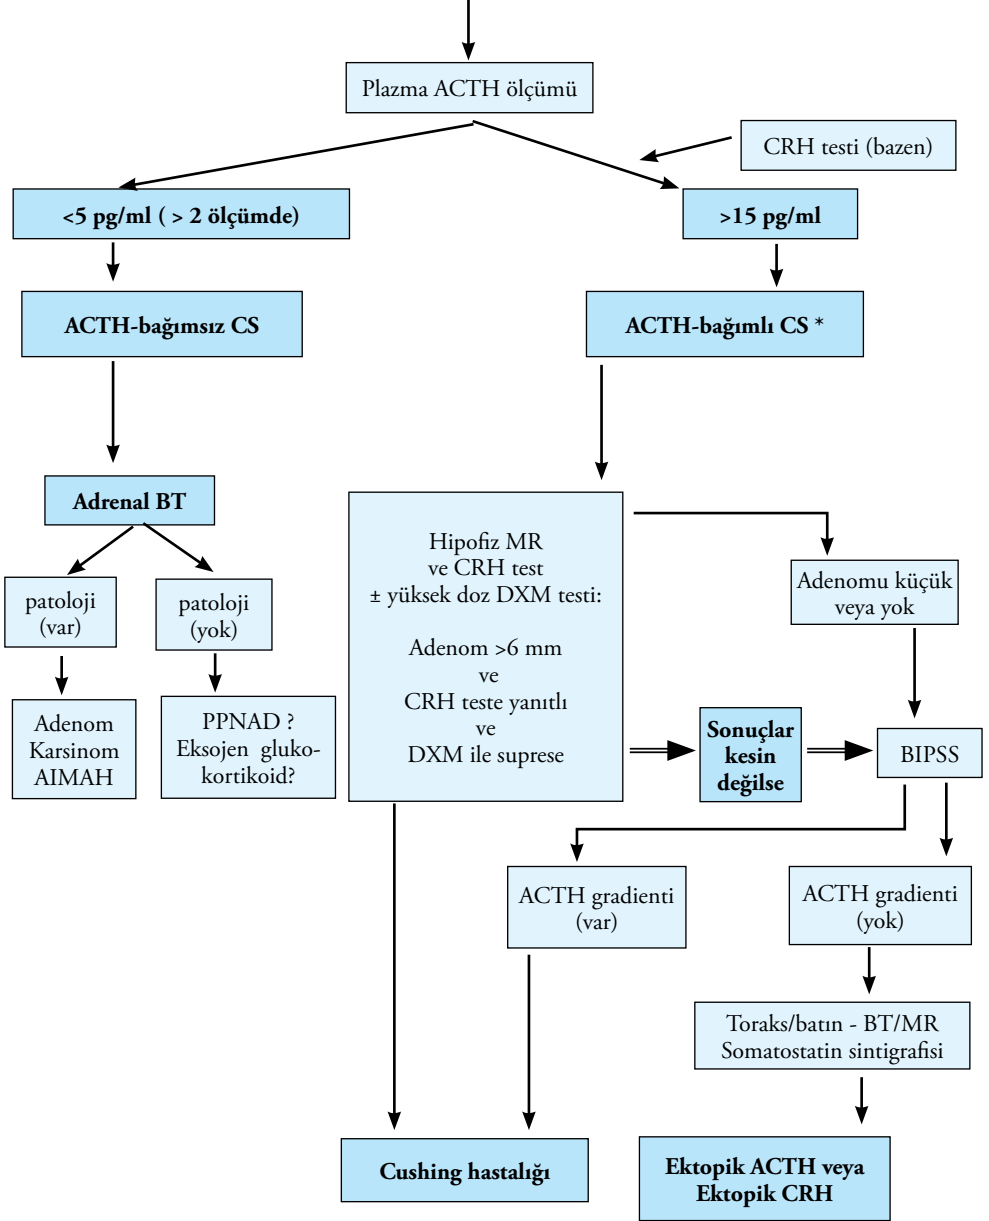 Plazma ACTH ölçümü
CRH testi (bazen)
<5 pg/ml ( > 2 ölçümde)
>15 pg/ml
ACTH-bağımsız CS
ACTH-bağımlı CS *
Adrenal BT
patoloji
(var)
patoloji
(yok)
Adenom
Karsinom
AIMAH
PPNAD ?
Eksojen gluko-
kortikoid?
Hipofiz MR
ve CRH test
± yüksek doz DXM testi:
Adenom >6 mm
ve
CRH teste yanıtlı
ve
DXM ile suprese
Adenomu küçük
veya yok
Sonuçlar
kesin
değilse
BIPSS
ACTH gradienti
(var)
ACTH gradienti
(yok)
Toraks/batın - BT/MR
Somatostatin sintigrafisi
Cushing hastalığı
Ektopik ACTH veya
Ektopik CRH